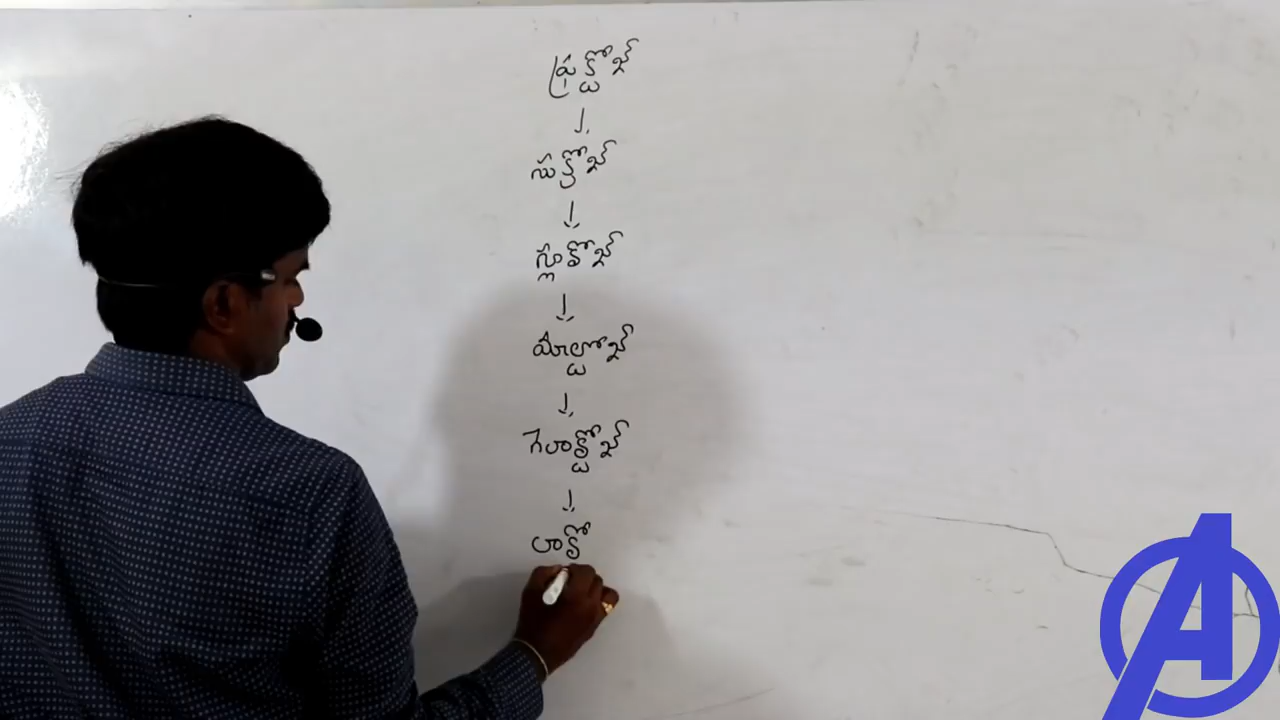 ఫ్రక్టోజ్
↓
సుక్రోజ్
↓
గ్లూకోజ్
↓
మాల్టోజ్
↓
గెలాక్టోజ్
↓
లాకో